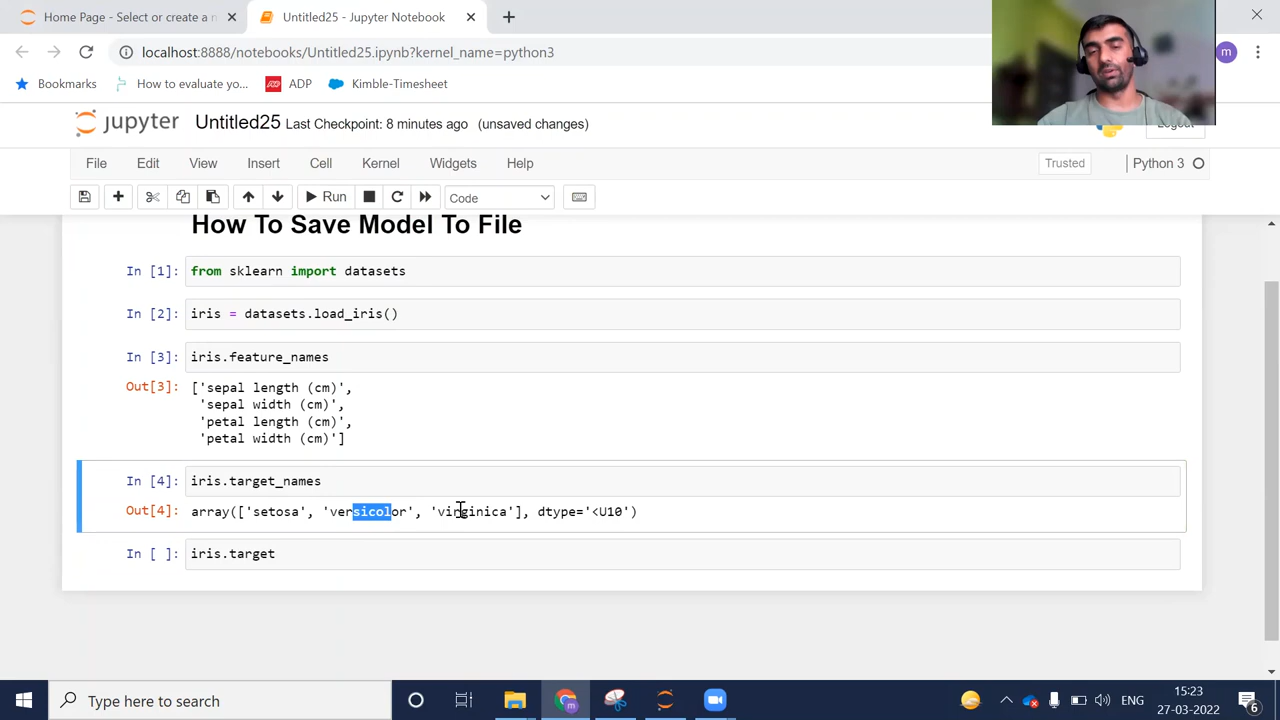 Home Page - Select or create a n
Untitled25 - Jupyter Notebook
localhost:8888/notebooks/Untitled25.ipynb?kernel_name=python3
m
Bookmarks
How to evaluate yo...
ADP
Kimble-Timesheet
jupyter
Untitled25 Last Checkpoint: 8 minutes ago (unsaved changes)
Logout
File Edit View Insert Cell Kernel Widgets Help
Trusted
Python 3
Run
Code
How To Save Model To File
In [1]: from sklearn import datasets
In [2]: iris = datasets.load_iris()
In [3]: iris.feature_names
Out[3]: ['sepal length (cm)',
'sepal width (cm)',
'petal length (cm)',
'petal width (cm)']
In [4]: iris.target_names
Out[4]: array(['setosa', 'versicolor', 'virginica'], dtype='<U10')
In [ ]: iris.target
Type here to search
m
ENG
15:23
27-03-2022
6